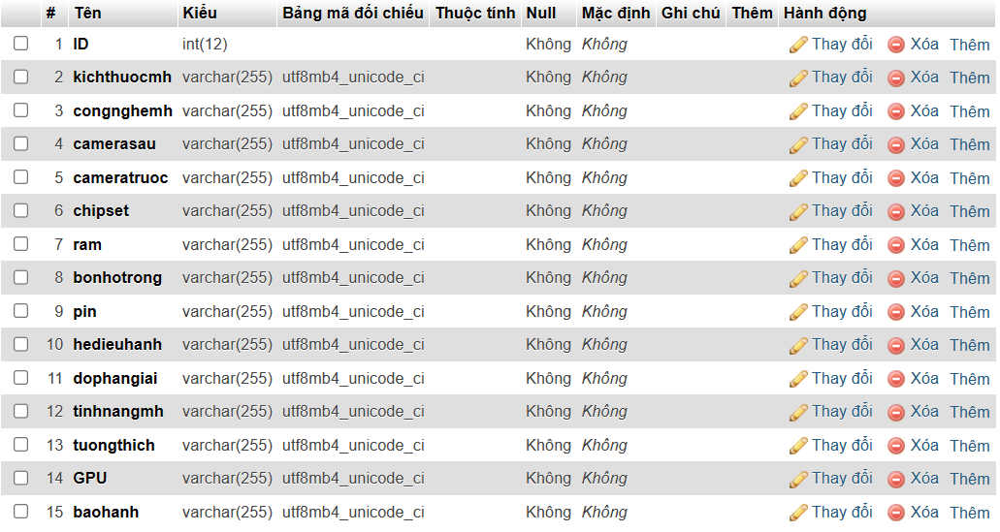 # Tên Kiểu Bảng mã đối chiếu Thuộc tính Null Mặc định Ghi chú Thêm Hành động
1 ID int(12) Không Không Thay đổi Xóa Thêm
2 kichthuocmh varchar(255) utf8mb4_unicode_ci Không Không Thay đổi Xóa Thêm
3 congnghemh varchar(255) utf8mb4_unicode_ci Không Không Thay đổi Xóa Thêm
4 camerasau varchar(255) utf8mb4_unicode_ci Không Không Thay đổi Xóa Thêm
5 cameratruoc varchar(255) utf8mb4_unicode_ci Không Không Thay đổi Xóa Thêm
6 chipset varchar(255) utf8mb4_unicode_ci Không Không Thay đổi Xóa Thêm
7 ram varchar(255) utf8mb4_unicode_ci Không Không Thay đổi Xóa Thêm
8 bonhotrong varchar(255) utf8mb4_unicode_ci Không Không Thay đổi Xóa Thêm
9 pin varchar(255) utf8mb4_unicode_ci Không Không Thay đổi Xóa Thêm
10 hedieuhanh varchar(255) utf8mb4_unicode_ci Không Không Thay đổi Xóa Thêm
11 dophangiai varchar(255) utf8mb4_unicode_ci Không Không Thay đổi Xóa Thêm
12 tinhnangmh varchar(255) utf8mb4_unicode_ci Không Không Thay đổi Xóa Thêm
13 tuongthich varchar(255) utf8mb4_unicode_ci Không Không Thay đổi Xóa Thêm
14 GPU varchar(255) utf8mb4_unicode_ci Không Không Thay đổi Xóa Thêm
15 baohanh varchar(255) utf8mb4_unicode_ci Không Không Thay đổi Xóa Thêm